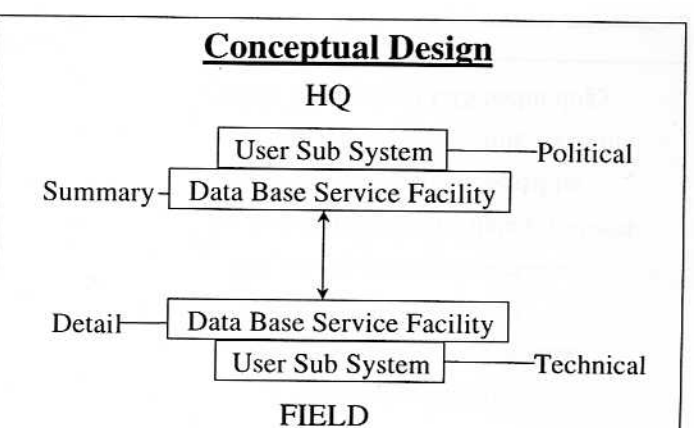 Conceptual Design
HQ
User Sub System Political
Summary Data Base Service Facility
Detail Data Base Service Facility
User Sub System Technical
FIELD